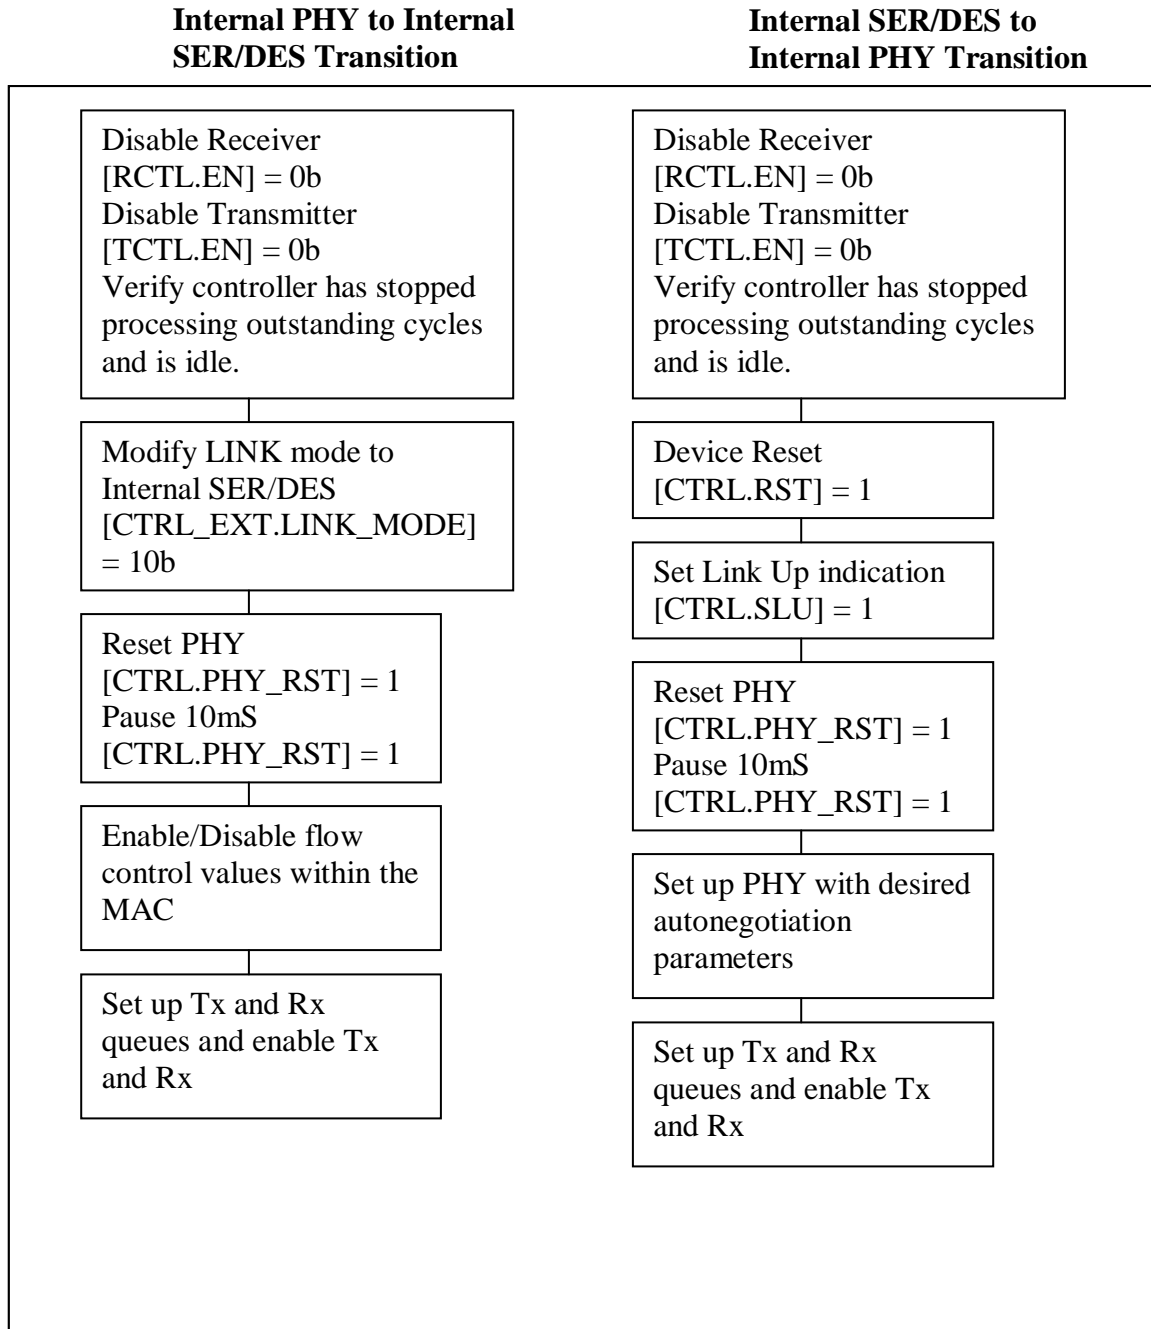 Internal PHY to Internal
SER/DES Transition
Disable Receiver
[RCTL.EN] = 0b
Disable Transmitter
[TCTL.EN] = 0b
Verify controller has stopped
processing outstanding cycles
and is idle.
Modify LINK mode to
Internal SER/DES
[CTRL_EXT.LINK_MODE]
= 10b
Reset PHY
[CTRL.PHY_RST] = 1
Pause 10mS
[CTRL.PHY_RST] = 1
Enable/Disable flow
control values within the
MAC
Set up Tx and Rx
queues and enable Tx
and Rx
Internal SER/DES to
Internal PHY Transition
Disable Receiver
[RCTL.EN] = 0b
Disable Transmitter
[TCTL.EN] = 0b
Verify controller has stopped
processing outstanding cycles
and is idle.
Device Reset
[CTRL.RST] = 1
Set Link Up indication
[CTRL.SLU] = 1
Reset PHY
[CTRL.PHY_RST] = 1
Pause 10mS
[CTRL.PHY_RST] = 1
Set up PHY with desired
autonegotiation
parameters
Set up Tx and Rx
queues and enable Tx
and Rx